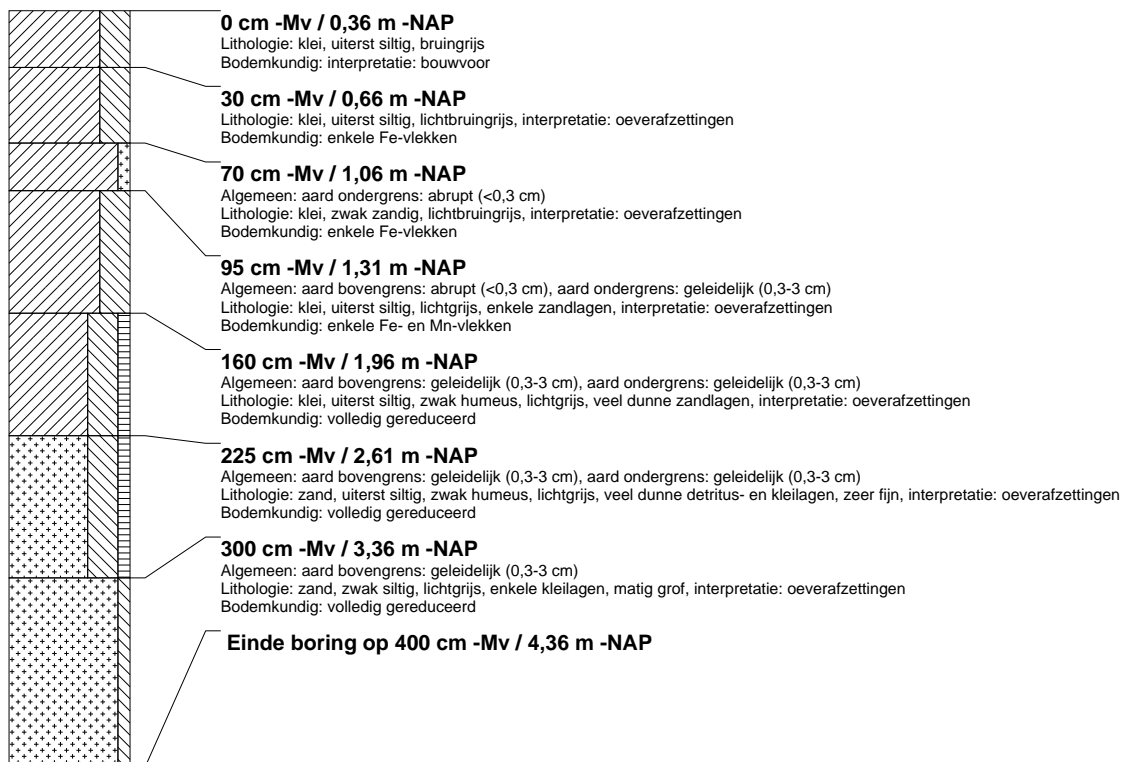 0 cm -Mv / 0,36 m -NAP
Lithologie: klei, uiterst siltig, bruingrijs
Bodemkundig: interpretatie: bouwvoor
30 cm -Mv / 0,66 m -NAP
Lithologie: klei, uiterst siltig, lichtbruingrijs, interpretatie: oeverafzettingen
Bodemkundig: enkele Fe-vlekken
70 cm -Mv / 1,06 m -NAP
Algemeen: aard ondergrens: abrupt (<0,3 cm)
Lithologie: klei, zwak zandig, lichtbruingrijs, interpretatie: oeverafzettingen
Bodemkundig: enkele Fe-vlekken
95 cm -Mv / 1,31 m -NAP
Algemeen: aard bovengrens: abrupt (<0,3 cm), aard ondergrens: geleidelijk (0,3-3 cm)
Lithologie: klei, uiterst siltig, lichtgrijs, enkele zandlagen, interpretatie: oeverafzettingen
Bodemkundig: enkele Fe- en Mn-vlekken
160 cm -Mv / 1,96 m -NAP
Algemeen: aard bovengrens: geleidelijk (0,3-3 cm), aard ondergrens: geleidelijk (0,3-3 cm)
Lithologie: klei, uiterst siltig, zwak humeus, lichtgrijs, veel dunne zandlagen, interpretatie: oeverafzettingen
Bodemkundig: volledig gereduceerd
225 cm -Mv / 2,61 m -NAP
Algemeen: aard bovengrens: geleidelijk (0,3-3 cm), aard ondergrens: geleidelijk (0,3-3 cm)
Lithologie: zand, uiterst siltig, zwak humeus, lichtgrijs, veel dunne detritus- en kleilagen, zeer fijn, interpretatie: oeverafzettingen
Bodemkundig: volledig gereduceerd
300 cm -Mv / 3,36 m -NAP
Algemeen: aard bovengrens: geleidelijk (0,3-3 cm)
Lithologie: zand, zwak siltig, lichtgrijs, enkele kleilagen, matig grof, interpretatie: oeverafzettingen
Bodemkundig: volledig gereduceerd
Einde boring op 400 cm -Mv / 4,36 m -NAP